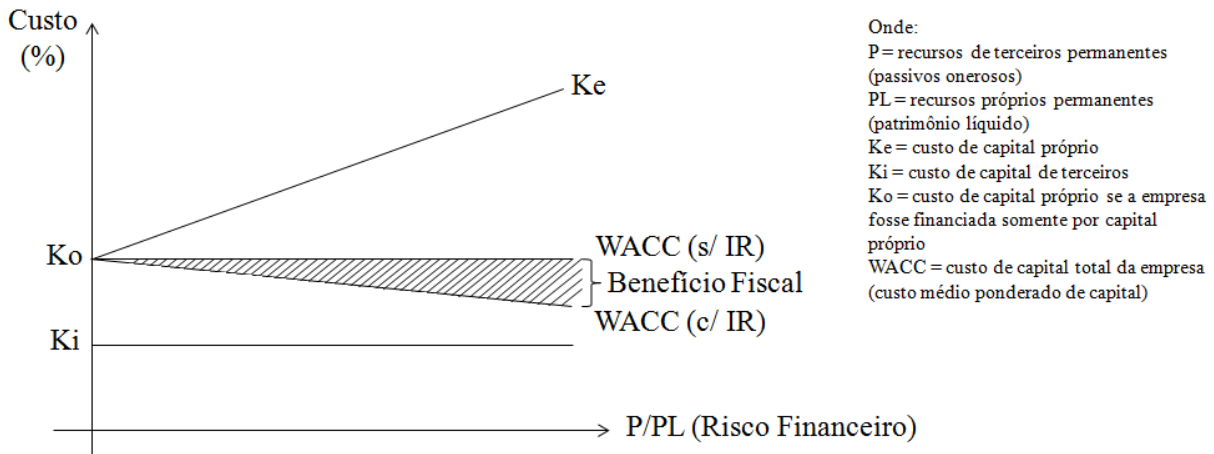 Custo
(%)
Ke
Ko
WACC (s/ IR)
Benefício Fiscal
WACC (c/ IR)
Ki
P/PL (Risco Financeiro)
Onde:
P = recursos de terceiros permanentes
(passivos onerosos)
PL = recursos próprios permanentes
(patrimônio líquido)
Ke = custo de capital próprio
Ki = custo de capital de terceiros
Ko = custo de capital próprio se a empresa
fosse financiada somente por capital
próprio
WACC = custo de capital total da empresa
(custo médio ponderado de capital)